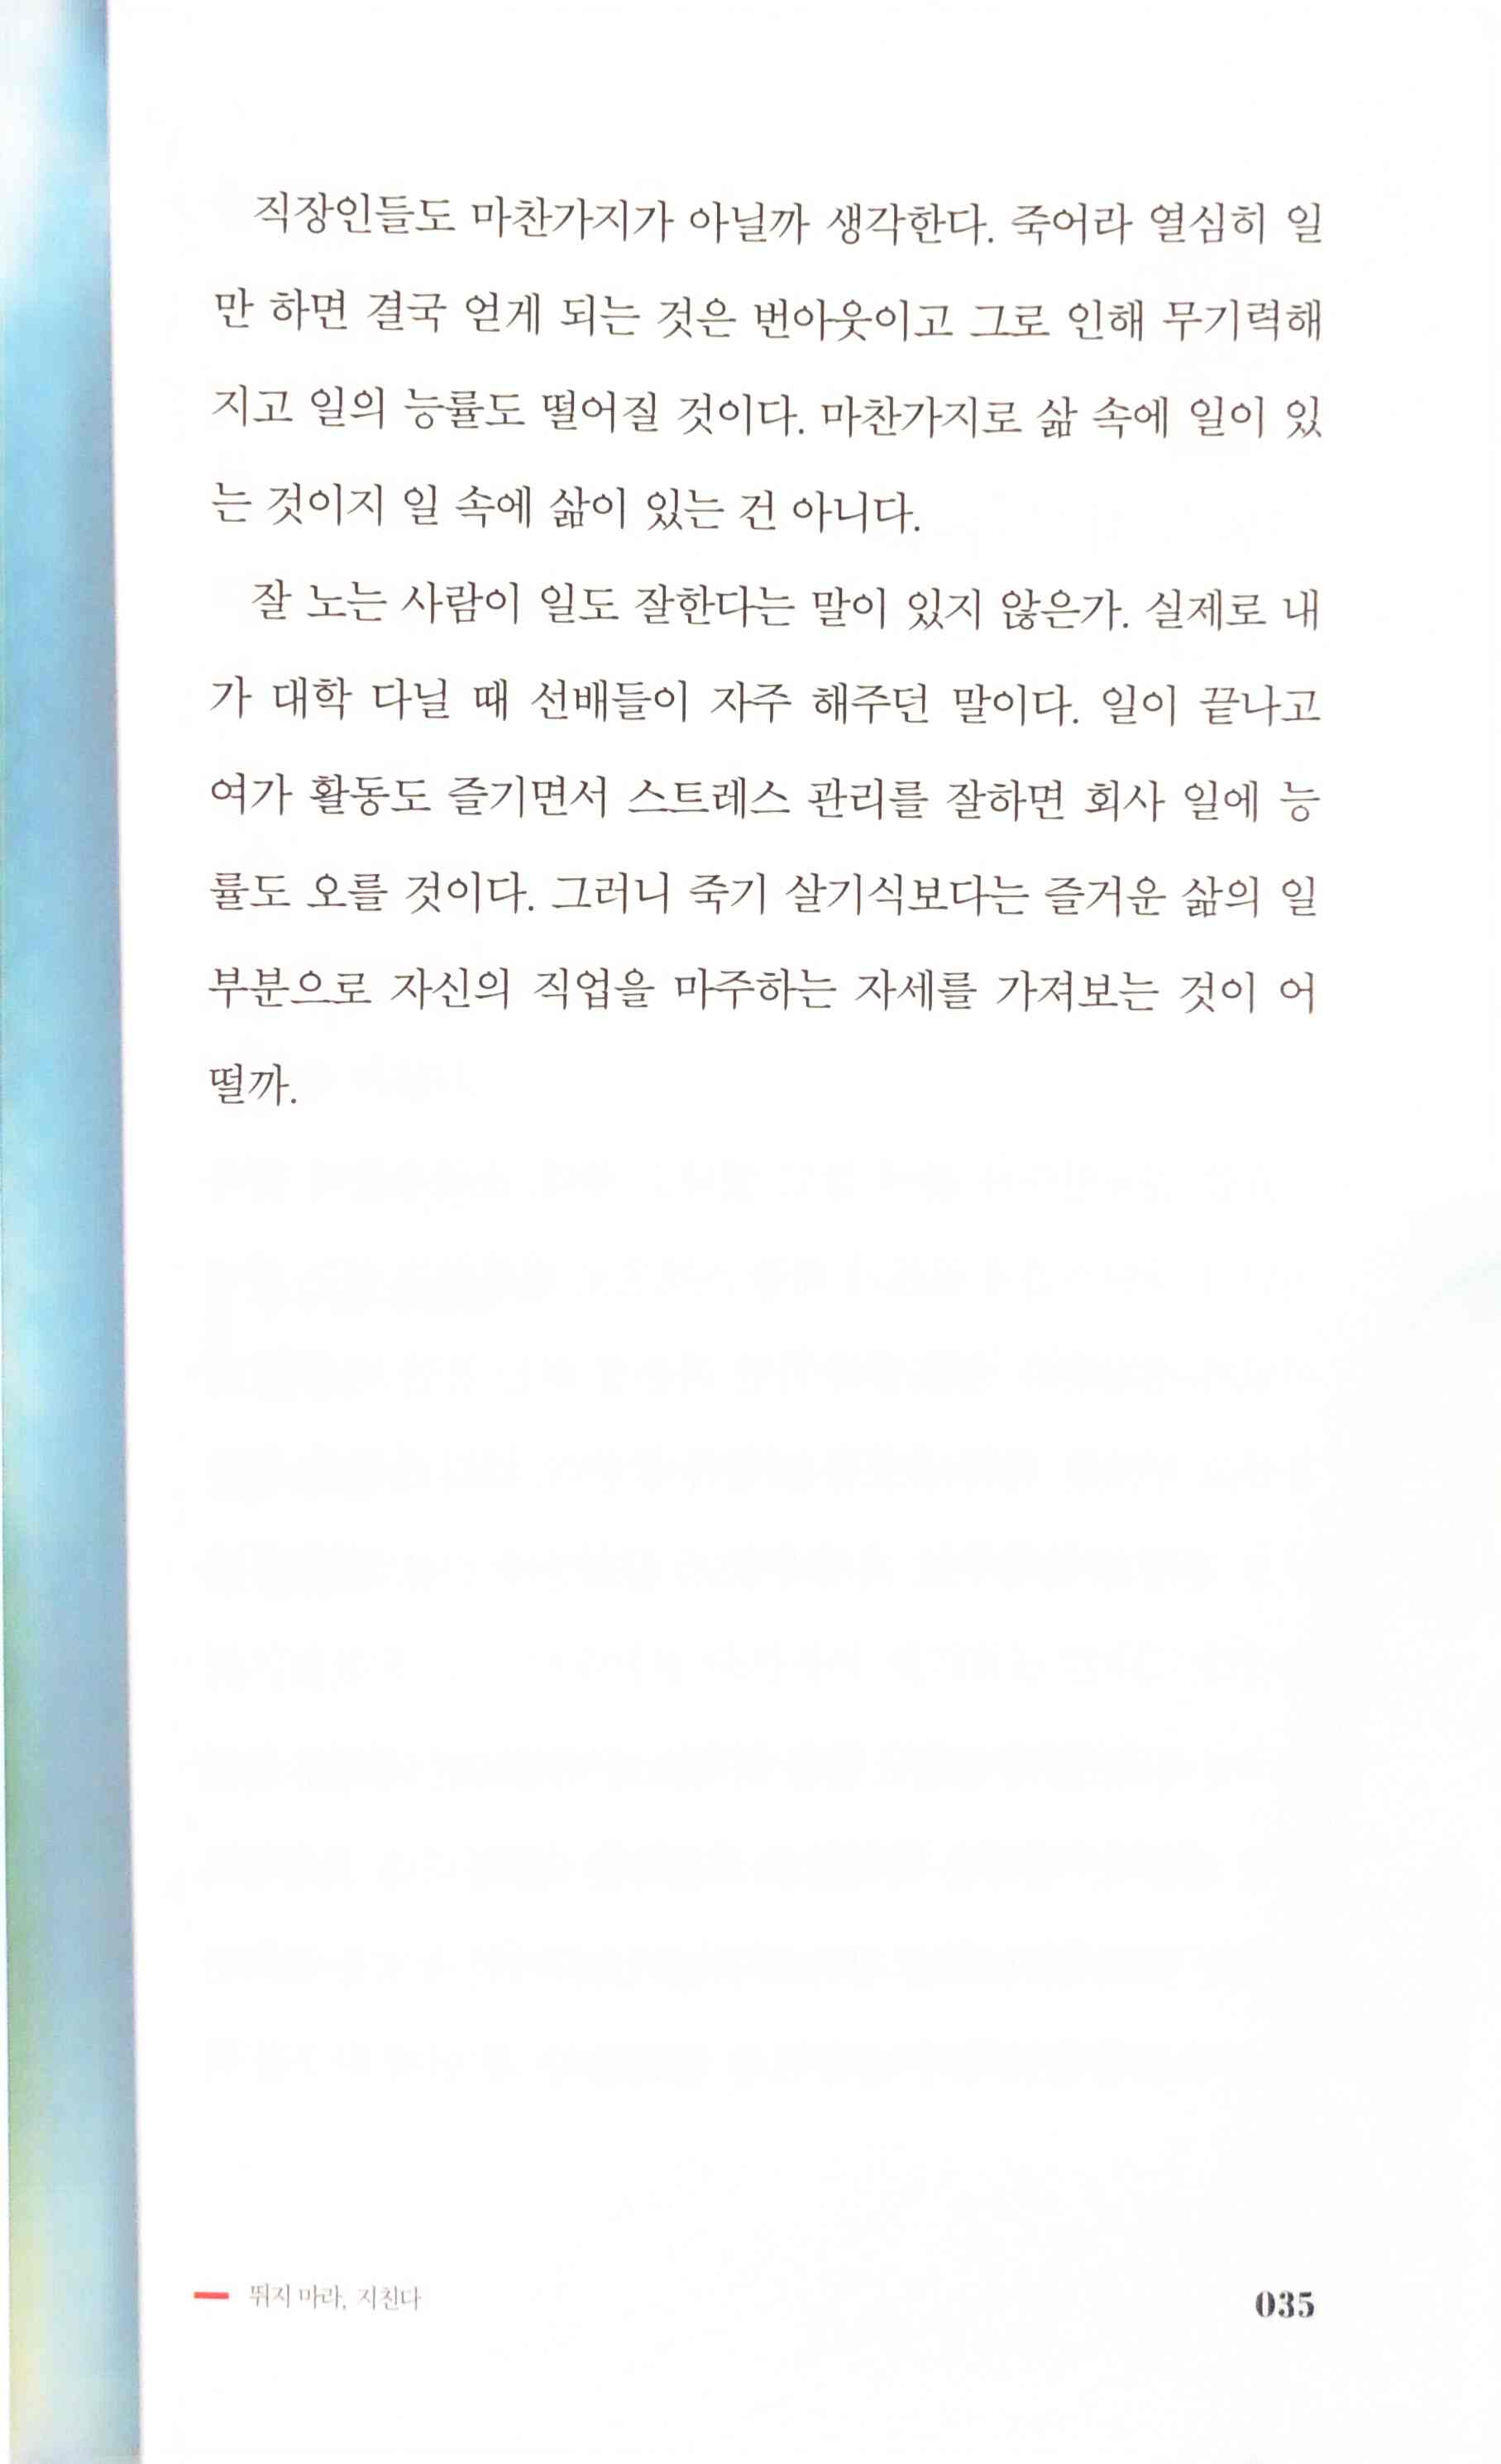 직장인들도 마찬가지가 아닐까 생각한다. 죽어라 열심히 일
만 하면 결국 얻게 되는 것은 번아웃이고 그로 인해 무기력해
지고 일의 능률도 떨어질 것이다. 마찬가지로 삶 속에 일이 있
는 것이지 일 속에 삶이 있는 건 아니다.
잘 노는 사람이 일도 잘한다는 말이 있지 않은가. 실제로 내
가 대학 다닐 때 선배들이 자주 해주던 말이다. 일이 끝나고
여가 활동도 즐기면서 스트레스 관리를 잘하면 회사 일에 능
률도 오를 것이다. 그러니 죽기 살기식보다는 즐거운 삶의 일
부분으로 자신의 직업을 마주하는 자세를 가져보는 것이 어
떨까.
뛰지 마라, 지친다
035